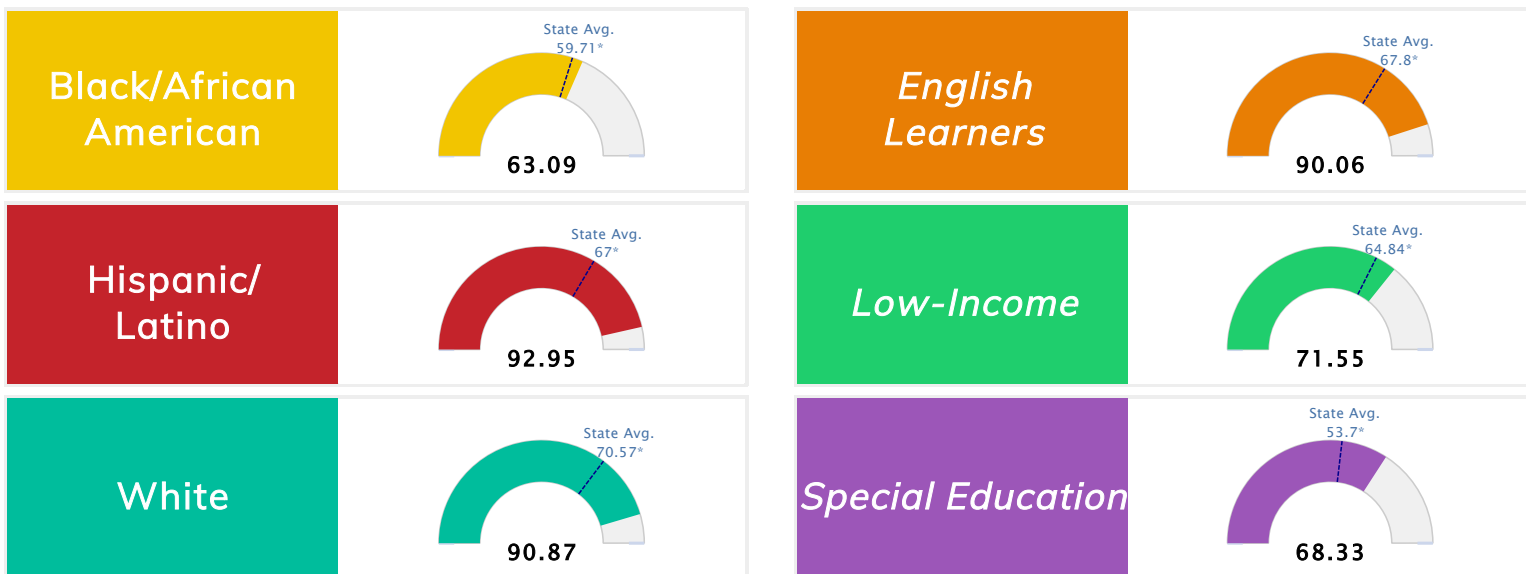 Black/African
American
State Avg.
59.71*
63.09
English
Learners
State Avg.
67.8*
90.06
Hispanic/
Latino
State Avg.
67*
92.95
Low-Income
State Avg.
64.84*
71.55
White
State Avg.
70.57*
90.87
Special Education
State Avg.
53.7*
68.33